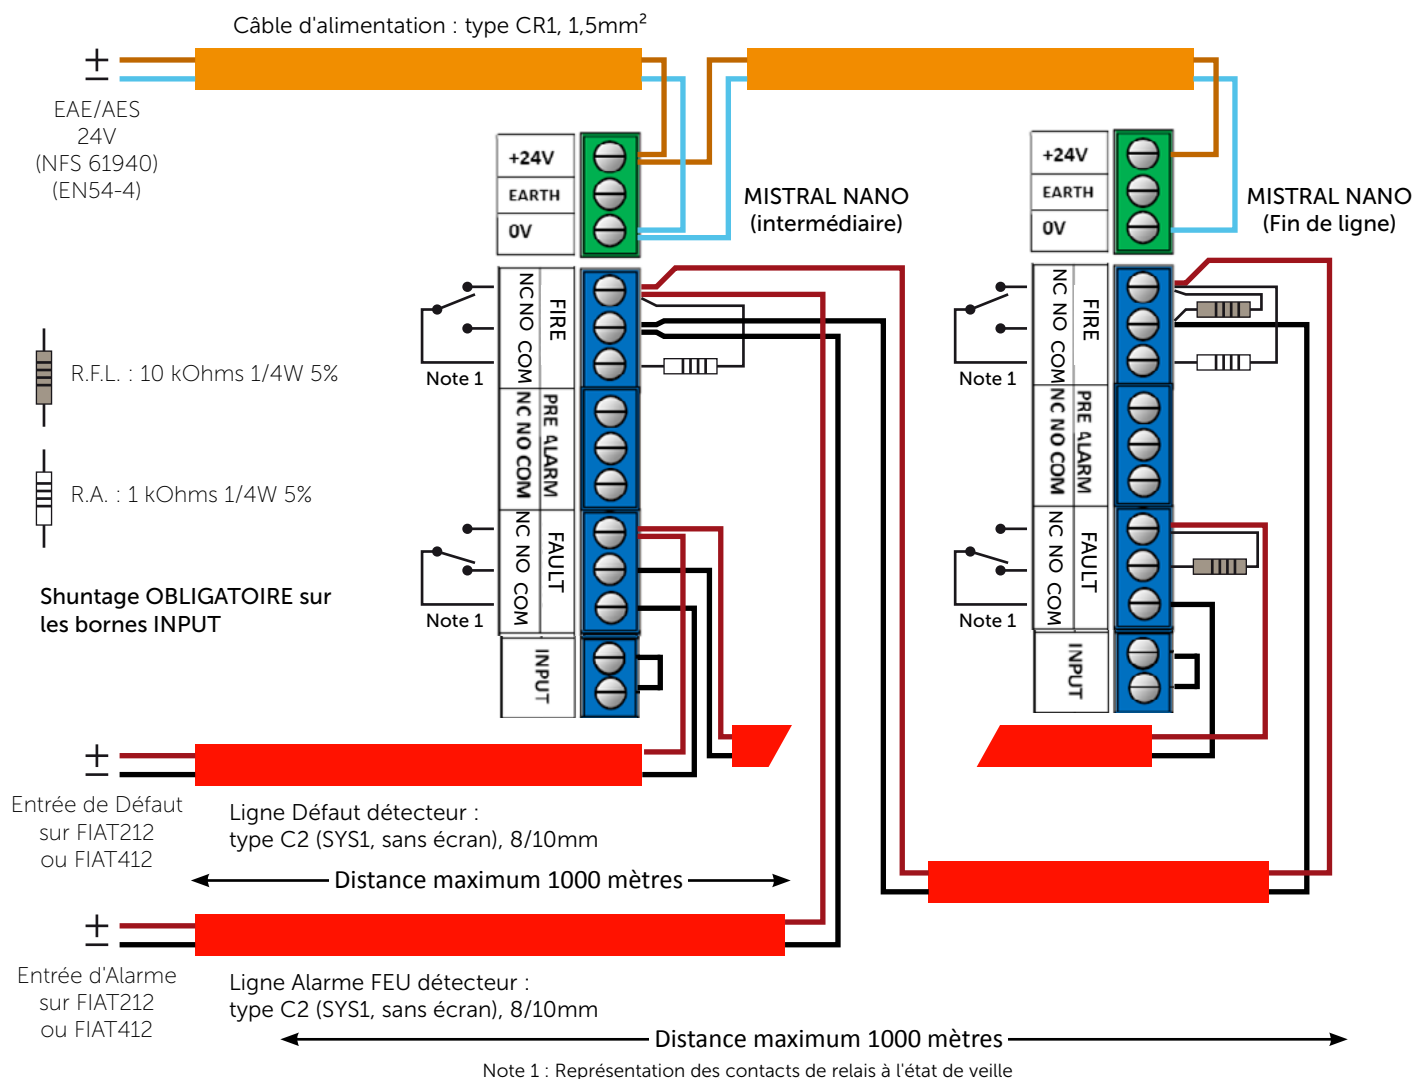 Câble d'alimentation : type CR1, 1,5mm²
+
−
EAE/AES
24V
(NFS 61940)
(EN54-4)
+24V
EARTH
0V
MISTRAL NANO
(intermédiaire)
+24V
EARTH
0V
MISTRAL NANO
(Fin de ligne)
NC NO COM
FIRE
Note 1
NC NO COM
FIRE
Note 1
R.F.L. : 10 kOhms 1/4W 5%
NC NO COM
PRE ALARM
NC NO COM
PRE ALARM
R.A. : 1 kOhms 1/4W 5%
NC NO COM
FAULT
Note 1
NC NO COM
FAULT
Note 1
Shuntage OBLIGATOIRE sur
les bornes INPUT
INPUT
INPUT
+
−
Entrée de Défaut
sur FIAT212
ou FIAT412
Ligne Défaut détecteur :
type C2 (SYS1, sans écran), 8/10mm
Distance maximum 1000 mètres
+
−
Entrée d'Alarme
sur FIAT212
ou FIAT412
Ligne Alarme FEU détecteur :
type C2 (SYS1, sans écran), 8/10mm
Distance maximum 1000 mètres
Note 1 : Représentation des contacts de relais à l'état de veille